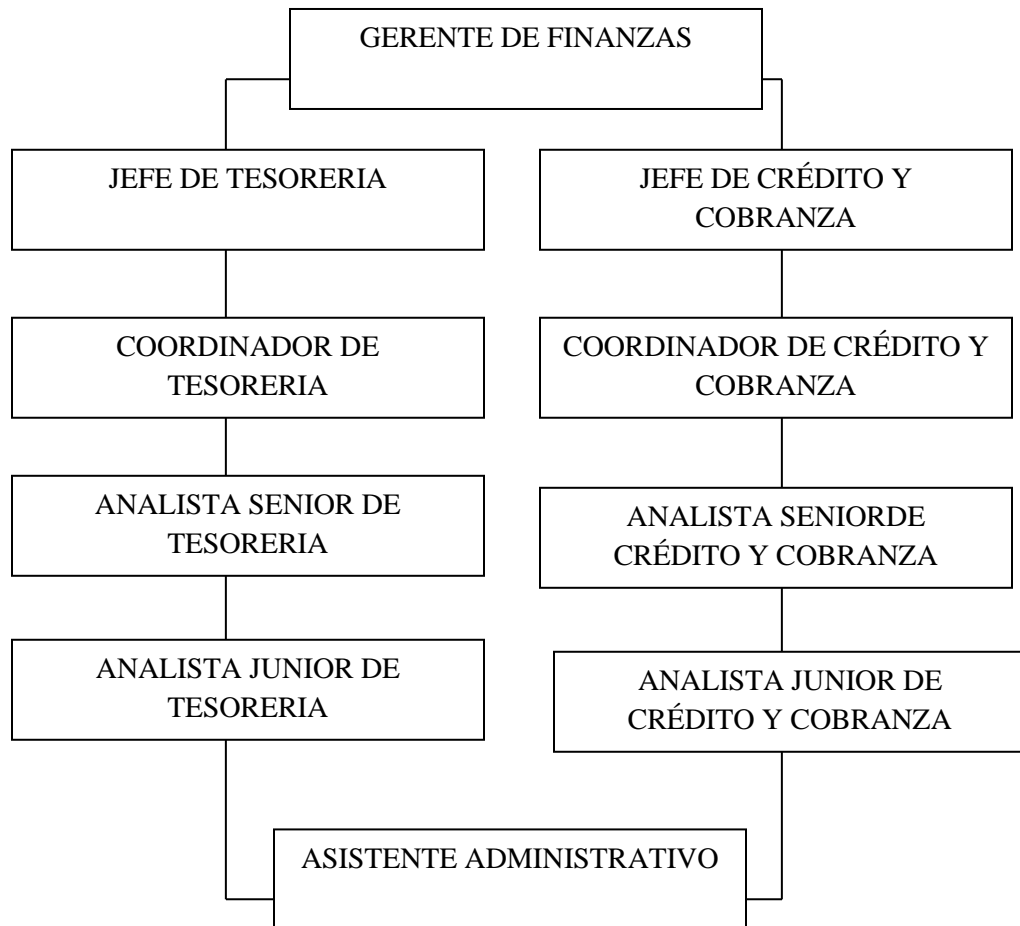 GERENTE DE FINANZAS
JEFE DE TESORERIA
JEFE DE CRÉDITO Y
COBRANZA
COORDINADOR DE
TESORERIA
COORDINADOR DE CRÉDITO Y
COBRANZA
ANALISTA SENIOR DE
TESORERIA
ANALISTA SENIORDE
CRÉDITO Y COBRANZA
ANALISTA JUNIOR DE
TESORERIA
ANALISTA JUNIOR DE
CRÉDITO Y COBRANZA
ASISTENTE ADMINISTRATIVO